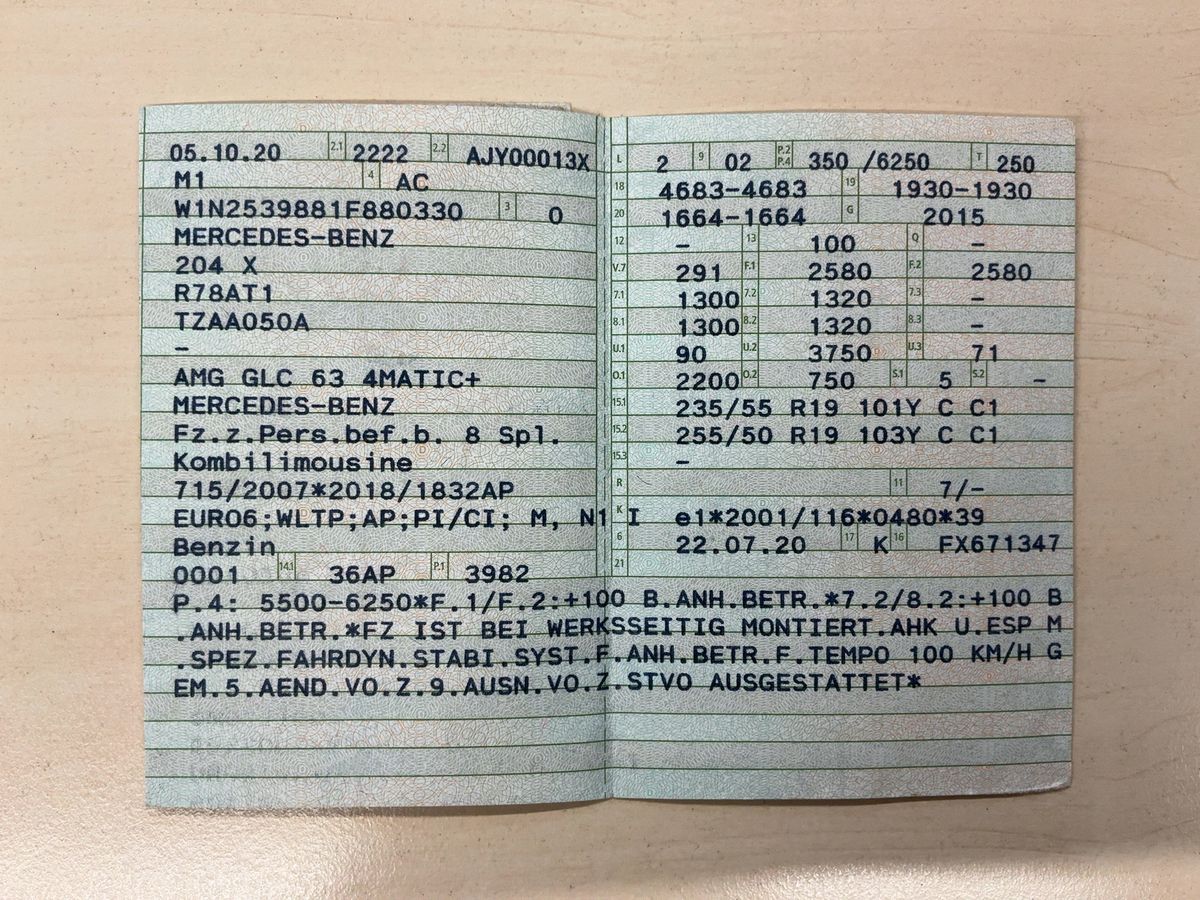 05.10.20 2.1 2222 2.2 AJY00013X
M1 4 AC
W1N2539881F880330 3 0
MERCEDES-BENZ
204 X
R78AT1
TZAA050A
–
AMG GLC 63 4MATIC+
MERCEDES-BENZ
Fz.z.Pers.bef.b. 8 Spl.
Kombilimousine
715/2007*2018/1832AP
EURO6;WLTP;AP;PI/CI; M, N1 I
Benzin
0001 14.1 36AP P.1 3982
L 2 9 02 P.2 P.4 350 /6250 T 250
18 4683-4683 19 1930-1930
20 1664-1664 G 2015
12 – 13 100 Q –
V.7 291 F.1 2580 F.2 2580
7.1 1300 7.2 1320 7.3 –
8.1 1300 8.2 1320 8.3 –
U.1 90 U.2 3750 U.3 71
O.1 2200 O.2 750 S.1 5 S.2 –
15.1 235/55 R19 101Y C C1
15.2 255/50 R19 103Y C C1
15.3 –
R 11 7/–
K e1*2001/116*0480*39
6 22.07.20 17 K 16 FX671347
21
P.4: 5500-6250*F.1/F.2:+100 B.ANH.BETR.*7.2/8.2:+100 B
.ANH.BETR.*FZ IST BEI WERKSSEITIG MONTIERT.AHK U.ESP M
.SPEZ.FAHRDYN.STABI.SYST.F.ANH.BETR.F.TEMPO 100 KM/H G
EM.5.AEND.VO.Z.9.AUSN.VO.Z.STVO AUSGESTATTET*